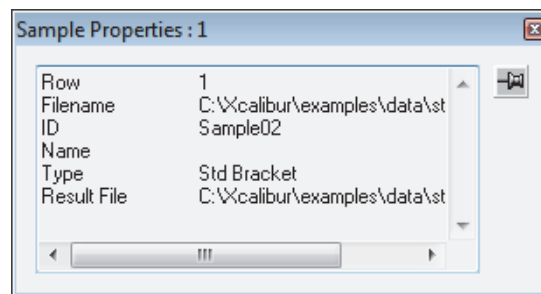 Sample Properties : 1
Row 1
Filename C:\Xcalibur\examples\data\st
ID Sample02
Name
Type Std Bracket
Result File C:\Xcalibur\examples\data\st